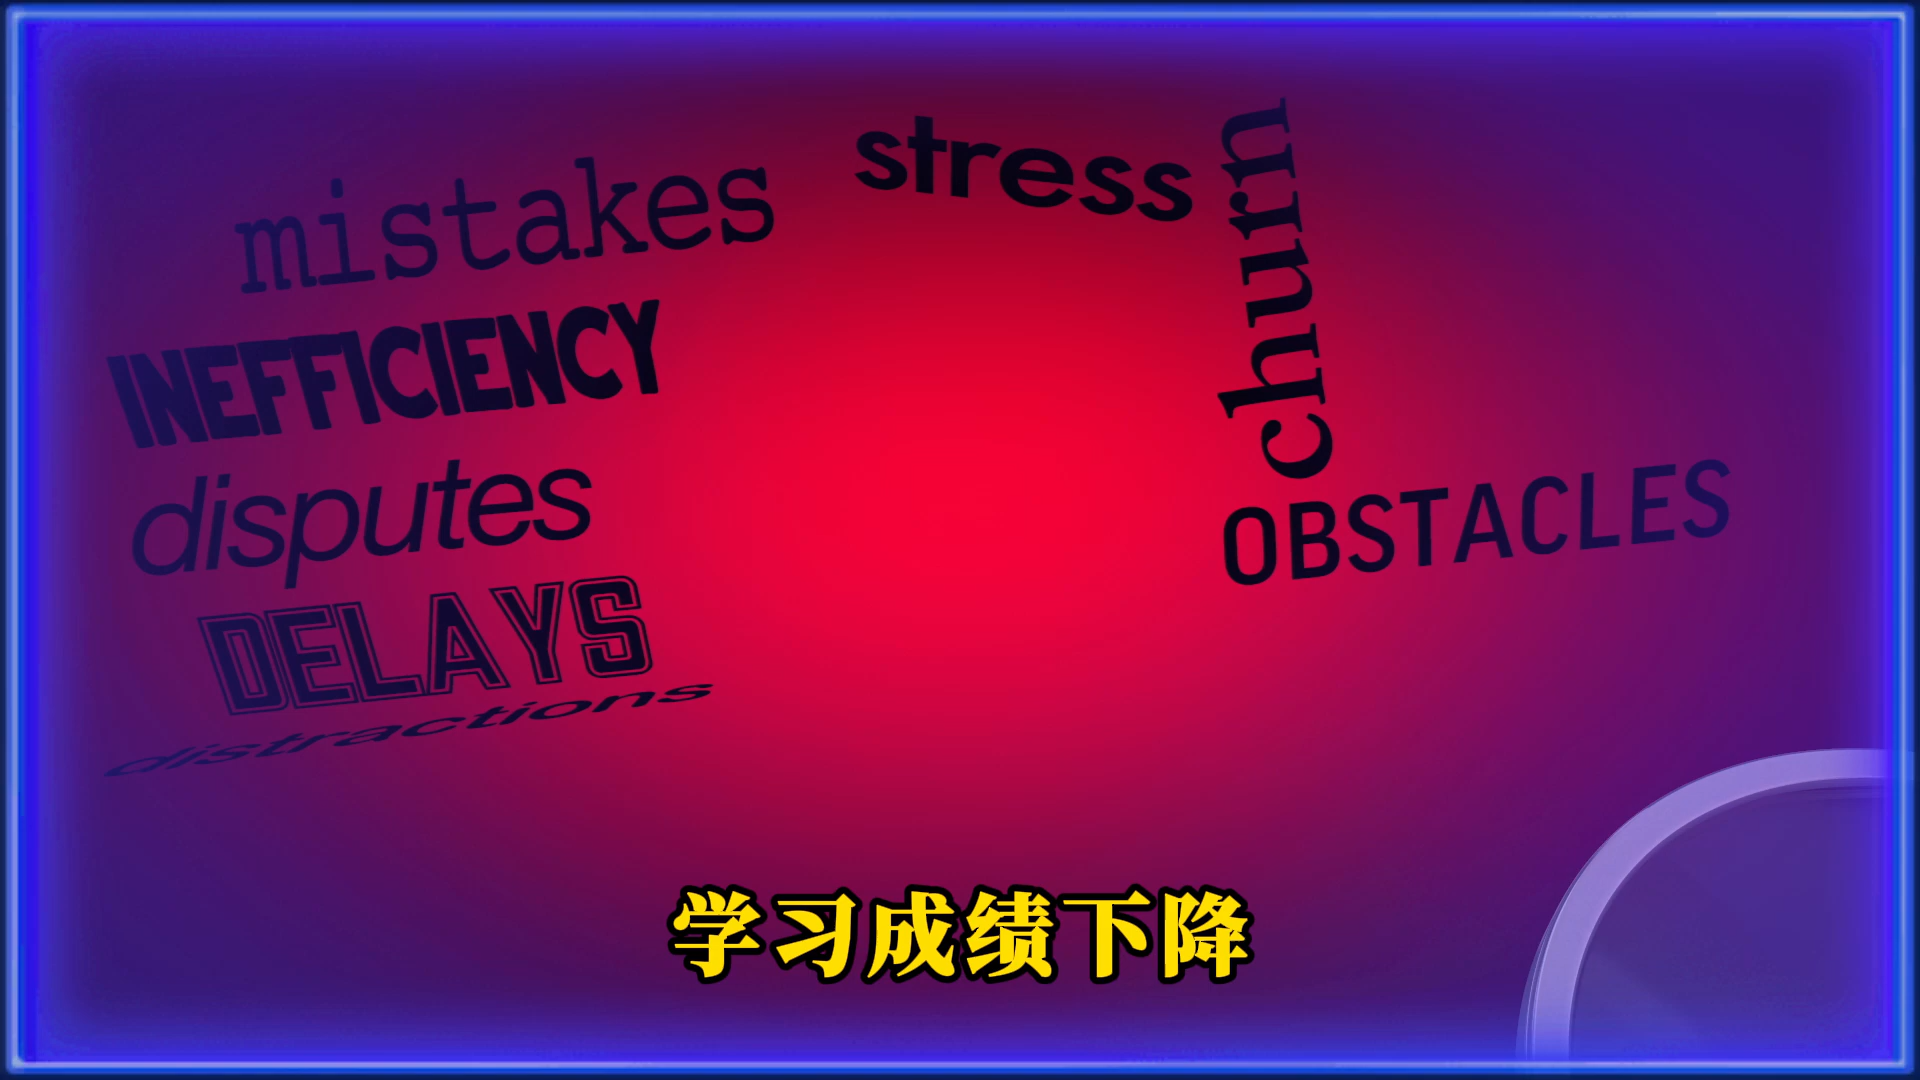 mistakes
stress
churn
INEFFICIENCY
disputes
OBSTACLES
DELAYS
distractions
学习成绩下降